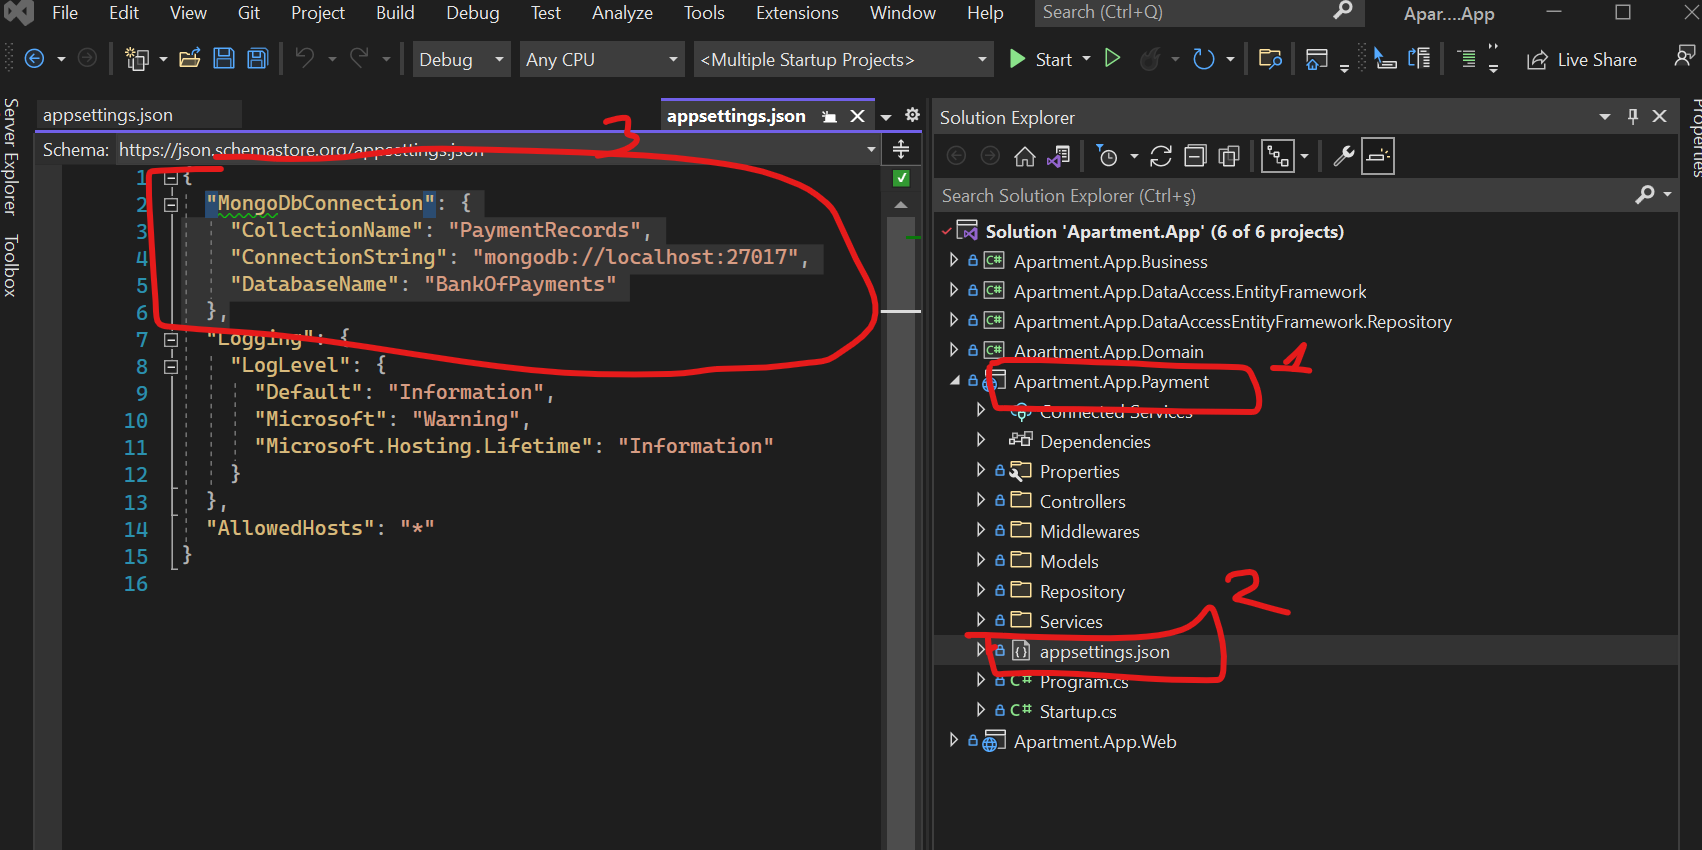 File Edit View Git Project Build Debug Test Analyze Tools Extensions Window Help Search (Ctrl+Q) Apar....App
Debug Any CPU <Multiple Startup Projects> Start Live Share
Server Explorer
Toolbox
appsettings.json appsettings.json
Schema: https://json.schemastore.org/appsettings.json
3
1 {
2 "MongoDbConnection": {
3 "CollectionName": "PaymentRecords",
4 "ConnectionString": "mongodb://localhost:27017",
5 "DatabaseName": "BankOfPayments"
6 },
7 "Logging": {
8 "LogLevel": {
9 "Default": "Information",
10 "Microsoft": "Warning",
11 "Microsoft.Hosting.Lifetime": "Information"
12 }
13 },
14 "AllowedHosts": "*"
15 }
16
Solution Explorer
Search Solution Explorer (Ctrl+ş)
Solution 'Apartment.App' (6 of 6 projects)
C# Apartment.App.Business
C# Apartment.App.DataAccess.EntityFramework
C# Apartment.App.DataAccessEntityFramework.Repository
C# Apartment.App.Domain
1
Apartment.App.Payment
Connected Services
Dependencies
Properties
Controllers
Middlewares
Models
Repository
2
Services
appsettings.json
C# Program.cs
C# Startup.cs
Apartment.App.Web
Properties